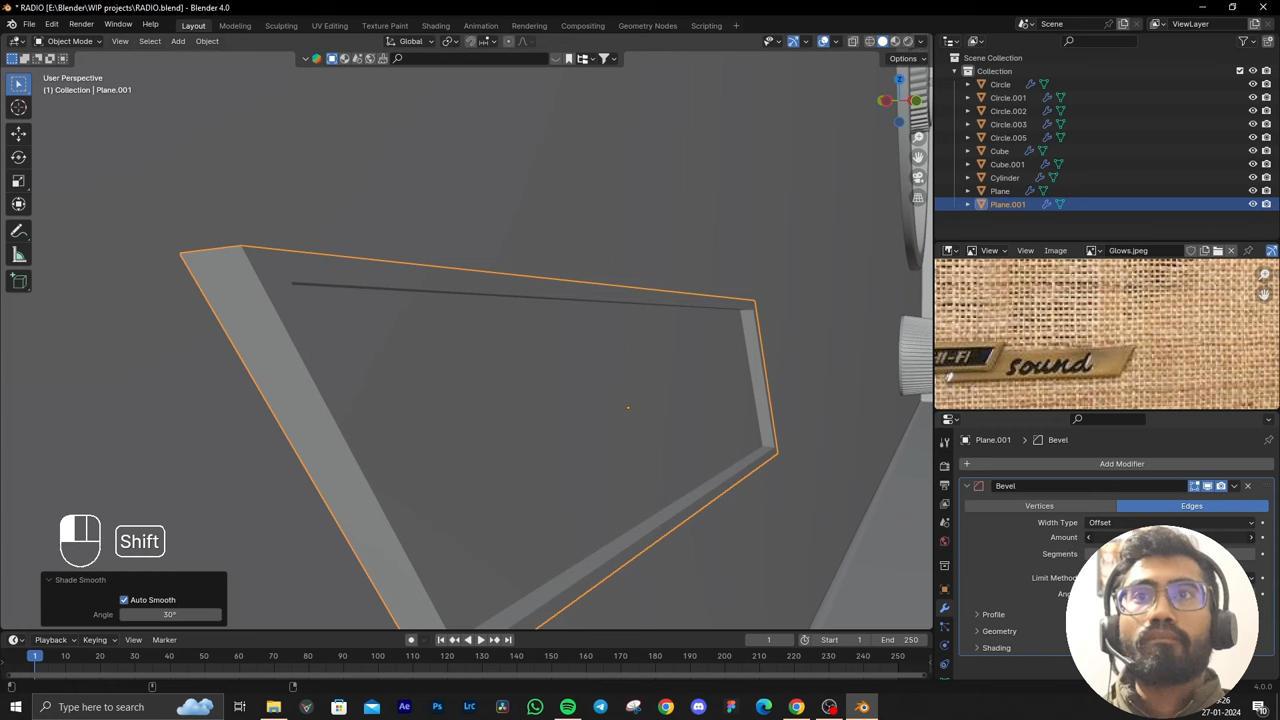 * RADIO [E:\Blender\WIP projects\RADIO.blend] - Blender 4.0
File Edit Render Window Help Layout Modeling Sculpting UV Editing Texture Paint Shading Animation Rendering Compositing Geometry Nodes Scripting Scene ViewLayer
Object Mode View Select Add Object Global
Options
User Perspective
(1) Collection | Plane.001
Z
Scene Collection
Collection
Circle
Circle.001
Circle.002
Circle.003
Circle.005
Cube
Cube.001
Cylinder
Plane
Plane.001
View View Image Glows.jpeg
HI-FI sound
Plane.001 Bevel
Add Modifier
Bevel
Vertices Edges
Width Type Offset
Amount
Segments
Limit Method
Profile
Geometry
Shading
Shift
Shade Smooth
Auto Smooth
Angle 30°
Playback Keying View Marker 1 Start 1 End 250
1 10 20 30 40 50 60 70 80 90 100 110 120 130 140 150 160 170 180 190 200 210 220 230 240 250
4.0.0
Type here to search
27-01-2024